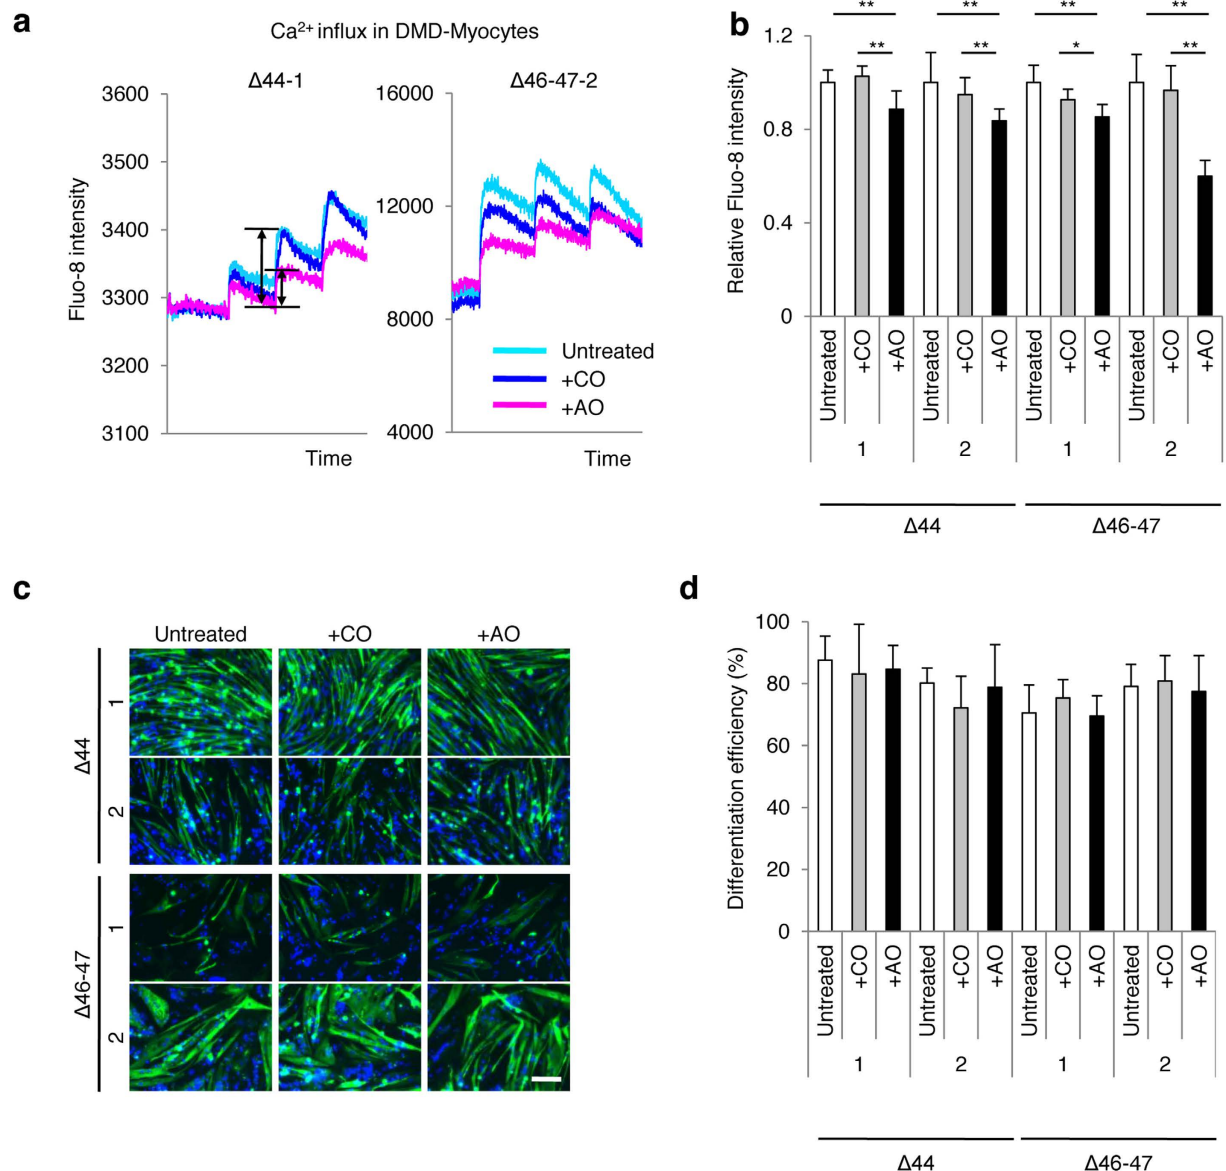 a
Ca²⁺ influx in DMD-Myocytes
Δ44-1
Δ46-47-2
Fluo-8 intensity
3600
3500
3400
3300
3200
3100
Time
16000
12000
8000
4000
Untreated
+CO
+AO
Time
b
** ** ** **
** ** * **
Relative Fluo-8 intensity
1.2
0.8
0.4
0
Untreated +CO +AO Untreated +CO +AO Untreated +CO +AO Untreated +CO +AO
1 2 1 2
Δ44 Δ46-47
c
Untreated +CO +AO
Δ44
1
2
Δ46-47
1
2
d
Differentiation efficiency (%)
100
80
60
40
20
0
Untreated +CO +AO Untreated +CO +AO Untreated +CO +AO Untreated +CO +AO
1 2 1 2
Δ44 Δ46-47